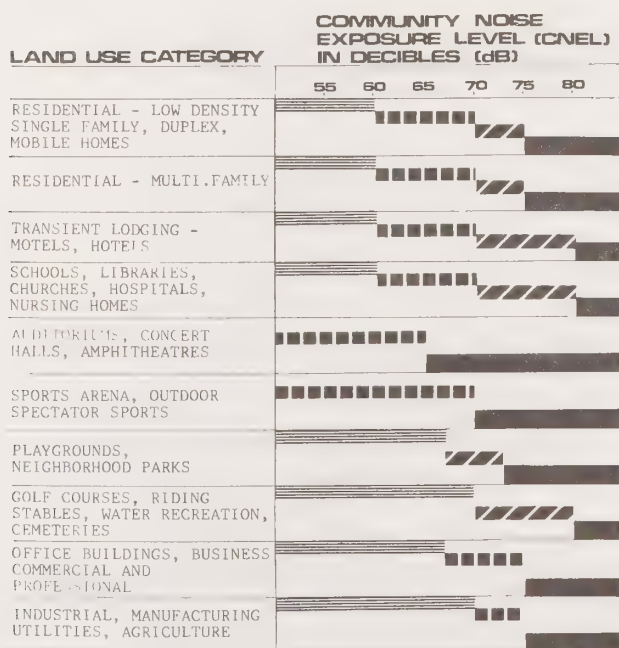 COMMUNITY NOISE
EXPOSURE LEVEL (CNEL)
LAND USE CATEGORY IN DECIBLES (dB)
55 60 65 70 75 80
RESIDENTIAL - LOW DENSITY
SINGLE FAMILY, DUPLEX,
MOBILE HOMES
RESIDENTIAL - MULTI.FAMILY
TRANSIENT LODGING -
MOTELS, HOTELS
SCHOOLS, LIBRARIES,
CHURCHES, HOSPITALS,
NURSING HOMES
AUDITORIUMS, CONCERT
HALLS, AMPHITHEATRES
SPORTS ARENA, OUTDOOR
SPECTATOR SPORTS
PLAYGROUNDS,
NEIGHBORHOOD PARKS
GOLF COURSES, RIDING
STABLES, WATER RECREATION,
CEMETERIES
OFFICE BUILDINGS, BUSINESS
COMMERCIAL AND
PROFESSIONAL
INDUSTRIAL, MANUFACTURING
UTILITIES, AGRICULTURE